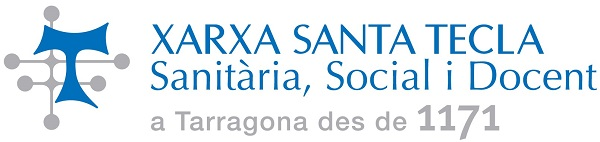 XARXA SANTA TECLA
Sanitària, Social i Docent
a Tarragona des de 1171